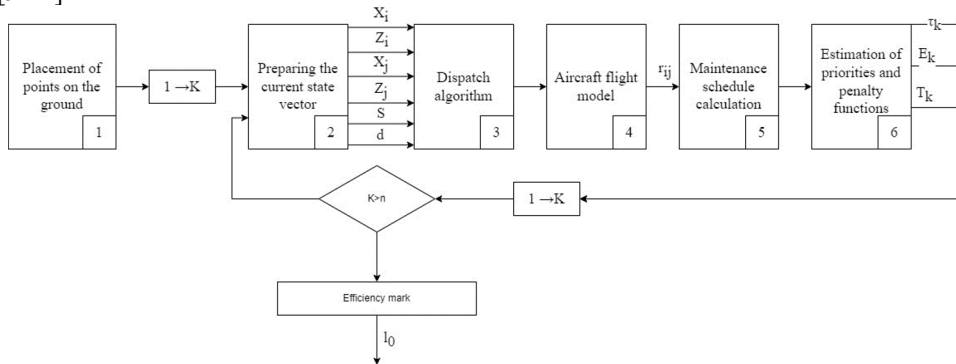 Placement of
points on the
ground
1
1 →K
Preparing the
current state
vector
2
Xi
Zi
Xj
Zj
S
d
Dispatch
algorithm
3
Aircraft flight
model
4
rij
Maintenance
schedule
calculation
5
Estimation of
priorities and
penalty
functions
6
τk
Ek
Tk
1 →K
K>n
Efficiency mark
l0